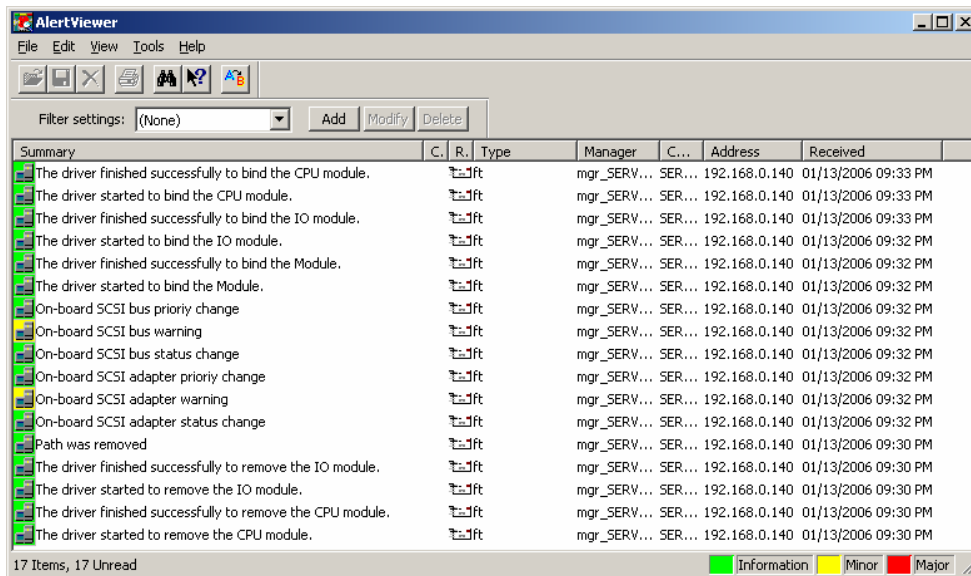 AlertViewer
File Edit View Tools Help
Filter settings: (None) Add Modify Delete
Summary C. R. Type Manager C... Address Received
The driver finished successfully to bind the CPU module. ft mgr_SERV... SER... 192.168.0.140 01/13/2006 09:33 PM
The driver started to bind the CPU module. ft mgr_SERV... SER... 192.168.0.140 01/13/2006 09:33 PM
The driver finished successfully to bind the IO module. ft mgr_SERV... SER... 192.168.0.140 01/13/2006 09:33 PM
The driver started to bind the IO module. ft mgr_SERV... SER... 192.168.0.140 01/13/2006 09:32 PM
The driver finished successfully to bind the Module. ft mgr_SERV... SER... 192.168.0.140 01/13/2006 09:32 PM
The driver started to bind the Module. ft mgr_SERV... SER... 192.168.0.140 01/13/2006 09:32 PM
On-board SCSI bus prioriy change ft mgr_SERV... SER... 192.168.0.140 01/13/2006 09:32 PM
On-board SCSI bus warning ft mgr_SERV... SER... 192.168.0.140 01/13/2006 09:32 PM
On-board SCSI bus status change ft mgr_SERV... SER... 192.168.0.140 01/13/2006 09:32 PM
On-board SCSI adapter prioriy change ft mgr_SERV... SER... 192.168.0.140 01/13/2006 09:32 PM
On-board SCSI adapter warning ft mgr_SERV... SER... 192.168.0.140 01/13/2006 09:32 PM
On-board SCSI adapter status change ft mgr_SERV... SER... 192.168.0.140 01/13/2006 09:32 PM
Path was removed ft mgr_SERV... SER... 192.168.0.140 01/13/2006 09:30 PM
The driver finished successfully to remove the IO module. ft mgr_SERV... SER... 192.168.0.140 01/13/2006 09:30 PM
The driver started to remove the IO module. ft mgr_SERV... SER... 192.168.0.140 01/13/2006 09:30 PM
The driver finished successfully to remove the CPU module. ft mgr_SERV... SER... 192.168.0.140 01/13/2006 09:30 PM
The driver started to remove the CPU module. ft mgr_SERV... SER... 192.168.0.140 01/13/2006 09:30 PM
17 Items, 17 Unread Information Minor Major